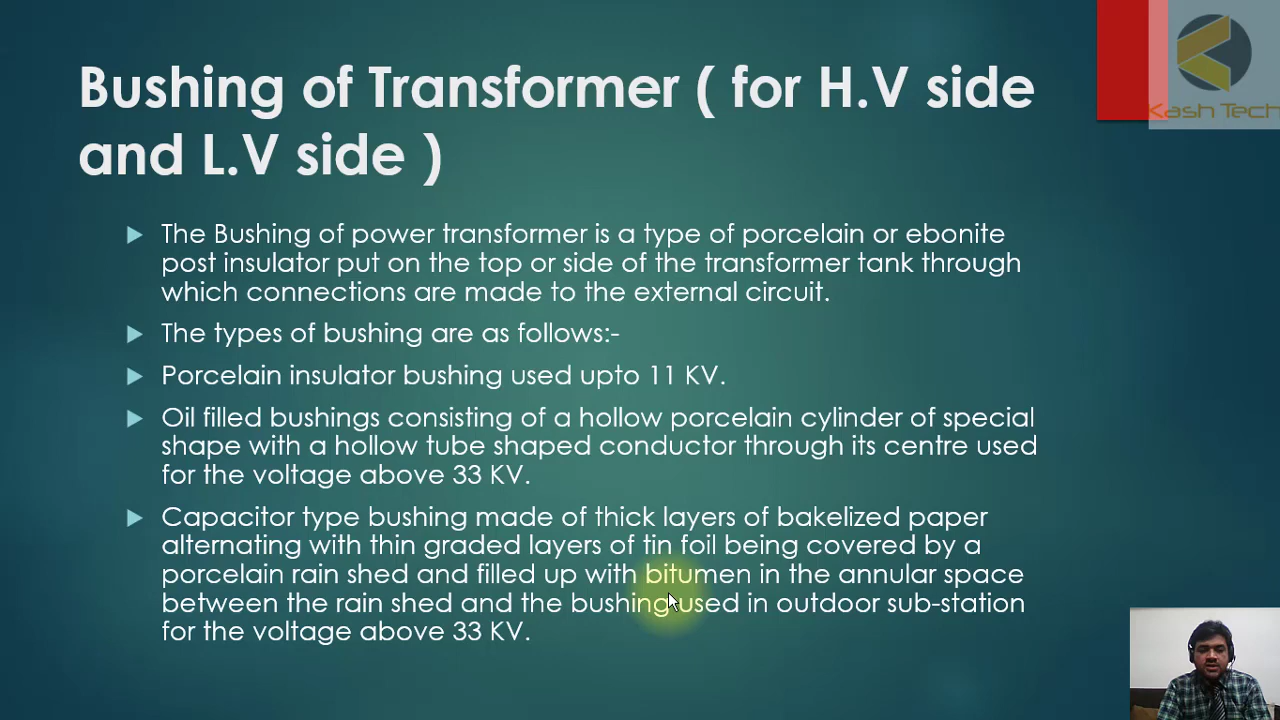 Bushing of Transformer ( for H.V side
and L.V side )
Kash Tech
The Bushing of power transformer is a type of porcelain or ebonite
post insulator put on the top or side of the transformer tank through
which connections are made to the external circuit.
The types of bushing are as follows:-
Porcelain insulator bushing used upto 11 KV.
Oil filled bushings consisting of a hollow porcelain cylinder of special
shape with a hollow tube shaped conductor through its centre used
for the voltage above 33 KV.
Capacitor type bushing made of thick layers of bakelized paper
alternating with thin graded layers of tin foil being covered by a
porcelain rain shed and filled up with bitumen in the annular space
between the rain shed and the bushing used in outdoor sub-station
for the voltage above 33 KV.